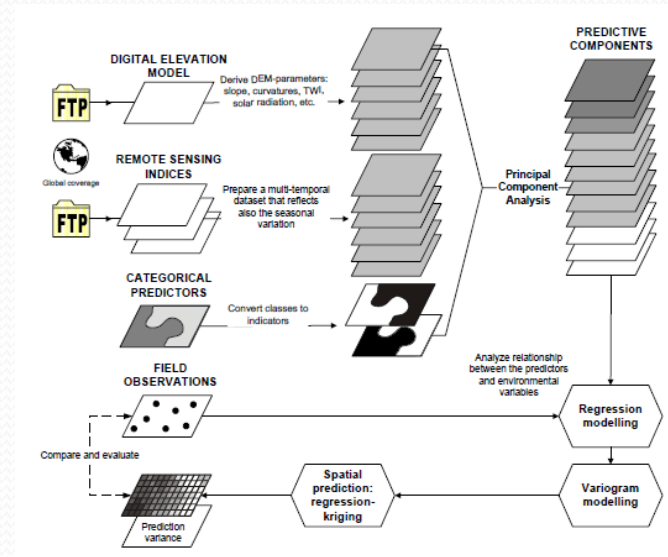 PREDICTIVE
COMPONENTS
DIGITAL ELEVATION
MODEL
Derive DEM-parameters:
slope, curvatures, TWI,
solar radiation, etc.
FTP
Global coverage
REMOTE SENSING
INDICES
Prepare a multi-temporal
dataset that reflects
also the seasonal
variation
FTP
Principal
Component
Analysis
CATEGORICAL
PREDICTORS
Convert classes to
indicators
Analyze relationship
between the predictors
and environmental
variables
FIELD
OBSERVATIONS
Regression
modelling
Compare and evaluate
Spatial
prediction:
regression-
kriging
Variogram
modelling
Prediction
variance